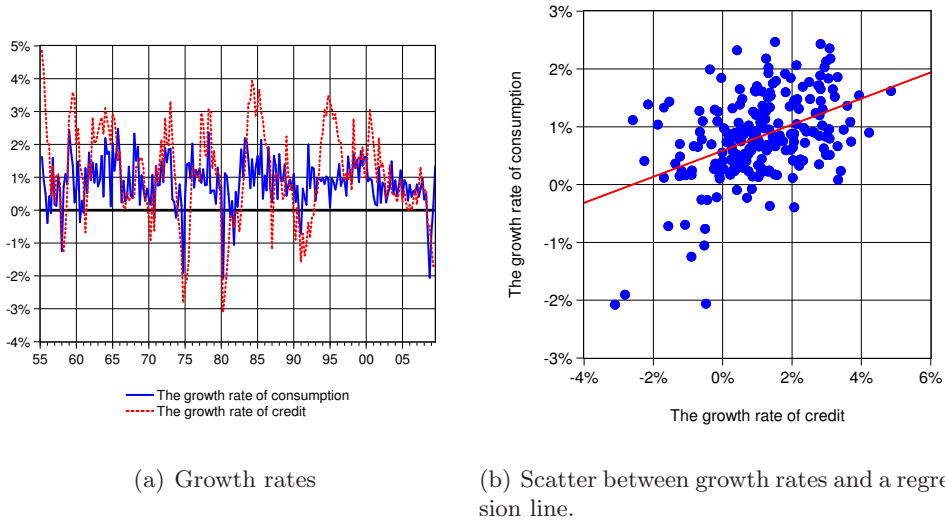 5%
4%
3%
2%
1%
0%
-1%
-2%
-3%
-4%
55 60 65 70 75 80 85 90 95 00 05
The growth rate of consumption
The growth rate of credit
(a) Growth rates
3%
2%
1%
0%
-1%
-2%
-3%
The growth rate of consumption
-4% -2% 0% 2% 4% 6%
The growth rate of credit
(b) Scatter between growth rates and a regre
sion line.